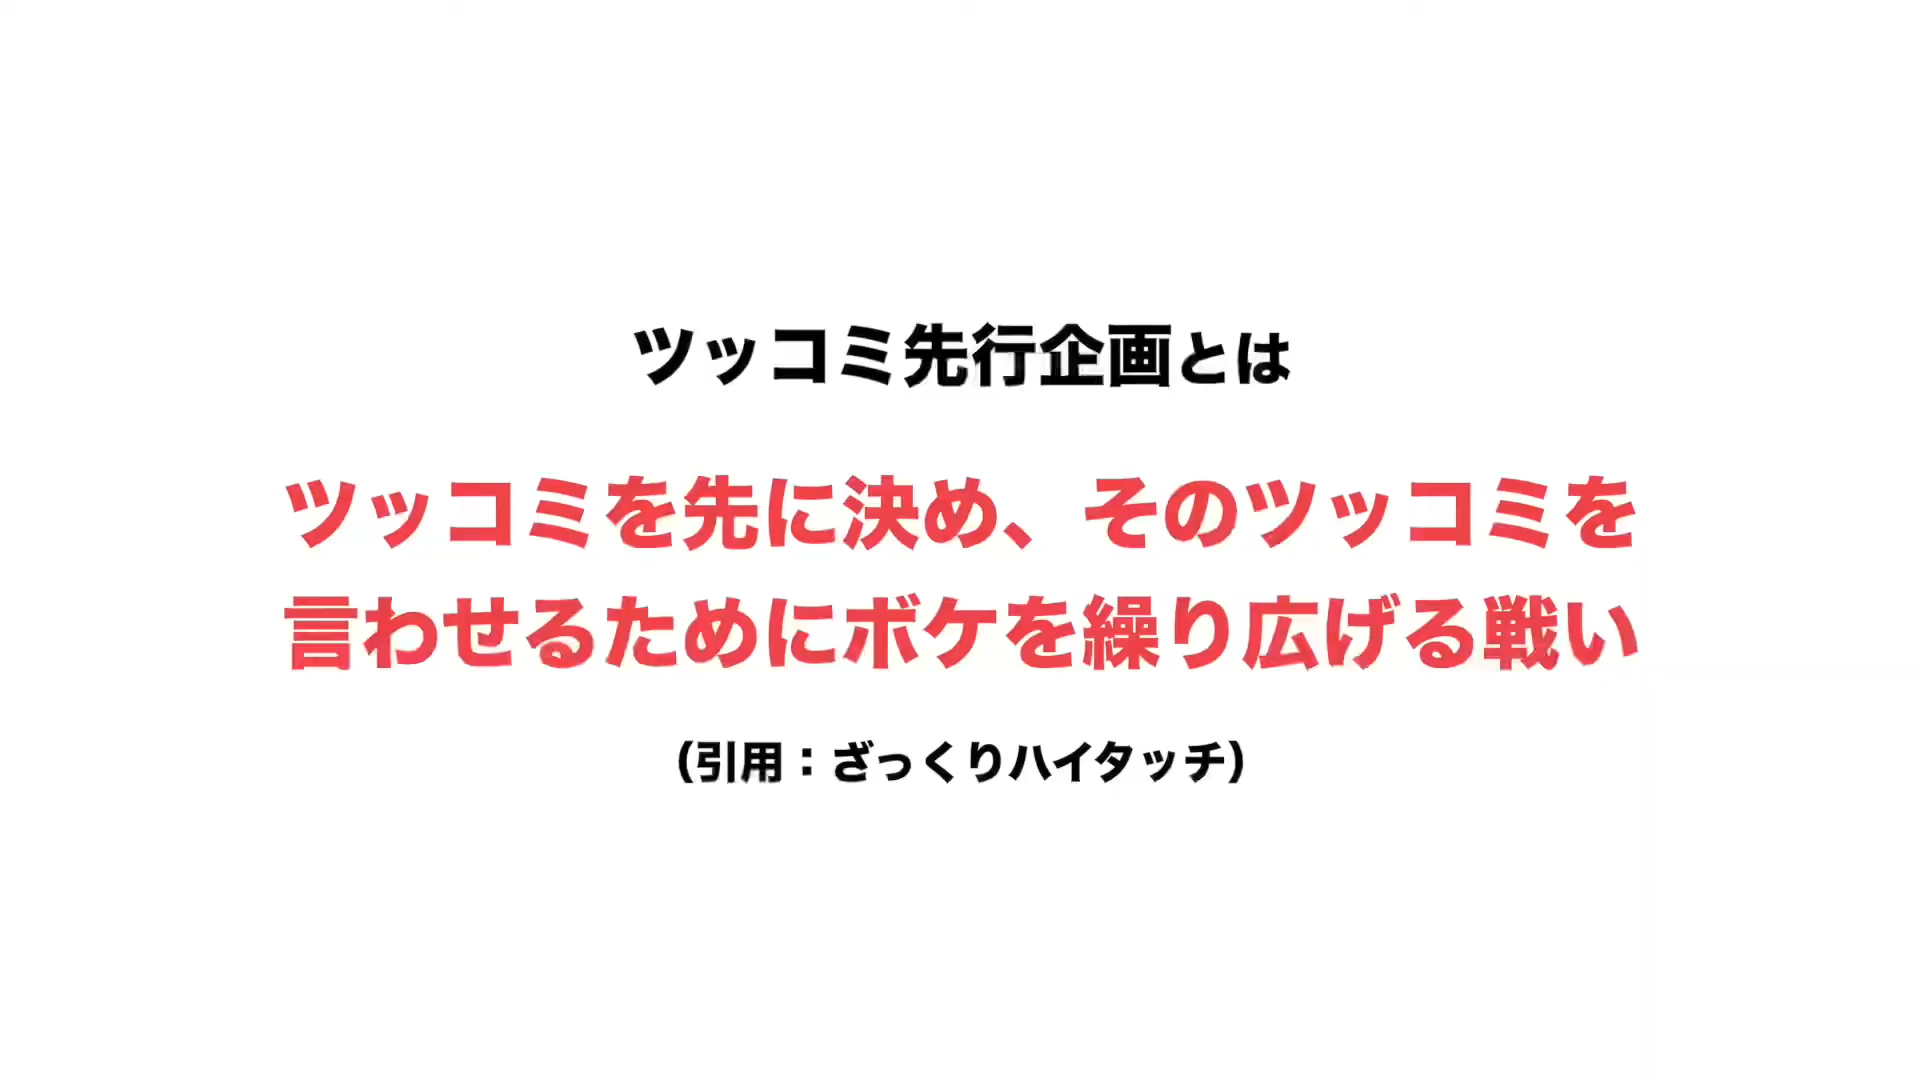 ツッコミ先行企画とは
ツッコミを先に決め、そのツッコミを
言わせるためにボケを繰り広げる戦い
（引用：ざっくりハイタッチ）